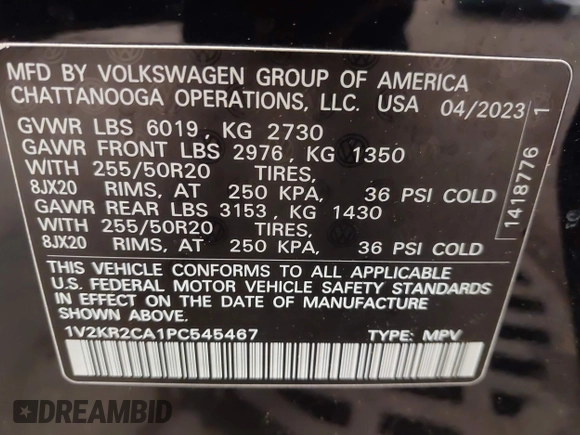 MFD BY VOLKSWAGEN GROUP OF AMERICA
CHATTANOOGA OPERATIONS, LLC. USA 04/2023
GVWR LBS 6019, KG 2730
GAWR FRONT LBS 2976, KG 1350
WITH 255/50R20 TIRES,
8JX20 RIMS, AT 250 KPA, 36 PSI COLD
GAWR REAR LBS 3153, KG 1430
WITH 255/50R20 TIRES,
8JX20 RIMS, AT 250 KPA, 36 PSI COLD
THIS VEHICLE CONFORMS TO ALL APPLICABLE
U.S. FEDERAL MOTOR VEHICLE SAFETY STANDARDS
IN EFFECT ON THE DATE OF MANUFACTURE
SHOWN ABOVE.
1V2KR2CA1PC545467 TYPE: MPV
1418776 1
DREAMBID